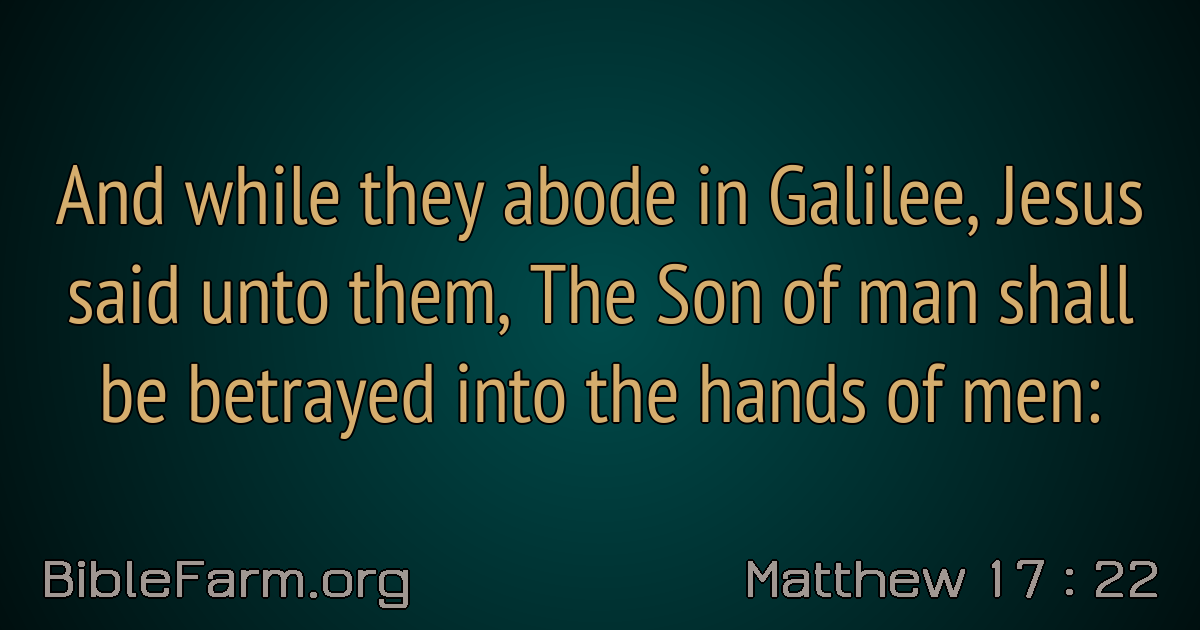 And while they abode in Galilee, Jesus
said unto them, The Son of man shall
be betrayed into the hands of men:
BibleFarm.org
Matthew 17 : 22